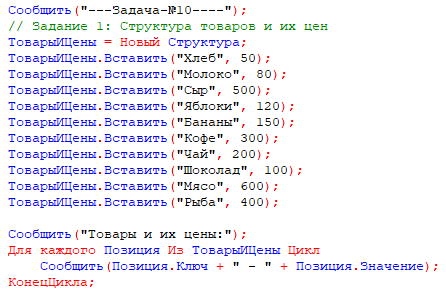 Сообщить("---Задача-№10----");
// Задание 1: Структура товаров и их цен
ТоварыИЦены = Новый Структура;
ТоварыИЦены.Вставить("Хлеб", 50);
ТоварыИЦены.Вставить("Молоко", 80);
ТоварыИЦены.Вставить("Сыр", 500);
ТоварыИЦены.Вставить("Яблоки", 120);
ТоварыИЦены.Вставить("Бананы", 150);
ТоварыИЦены.Вставить("Кофе", 300);
ТоварыИЦены.Вставить("Чай", 200);
ТоварыИЦены.Вставить("Шоколад", 100);
ТоварыИЦены.Вставить("Мясо", 600);
ТоварыИЦены.Вставить("Рыба", 400);
Сообщить("Товары и их цены:");
Для каждого Позиция Из ТоварыИЦены Цикл
Сообщить(Позиция.Ключ + " - " + Позиция.Значение);
КонецЦикла;